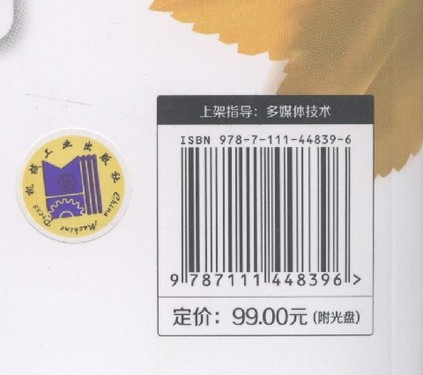 上架指导：多媒体技术
ISBN 978-7-111-44839-6
9 787111 448396 >
定价：99.00元(附光盘)
机械工业出版社
China Machine Press